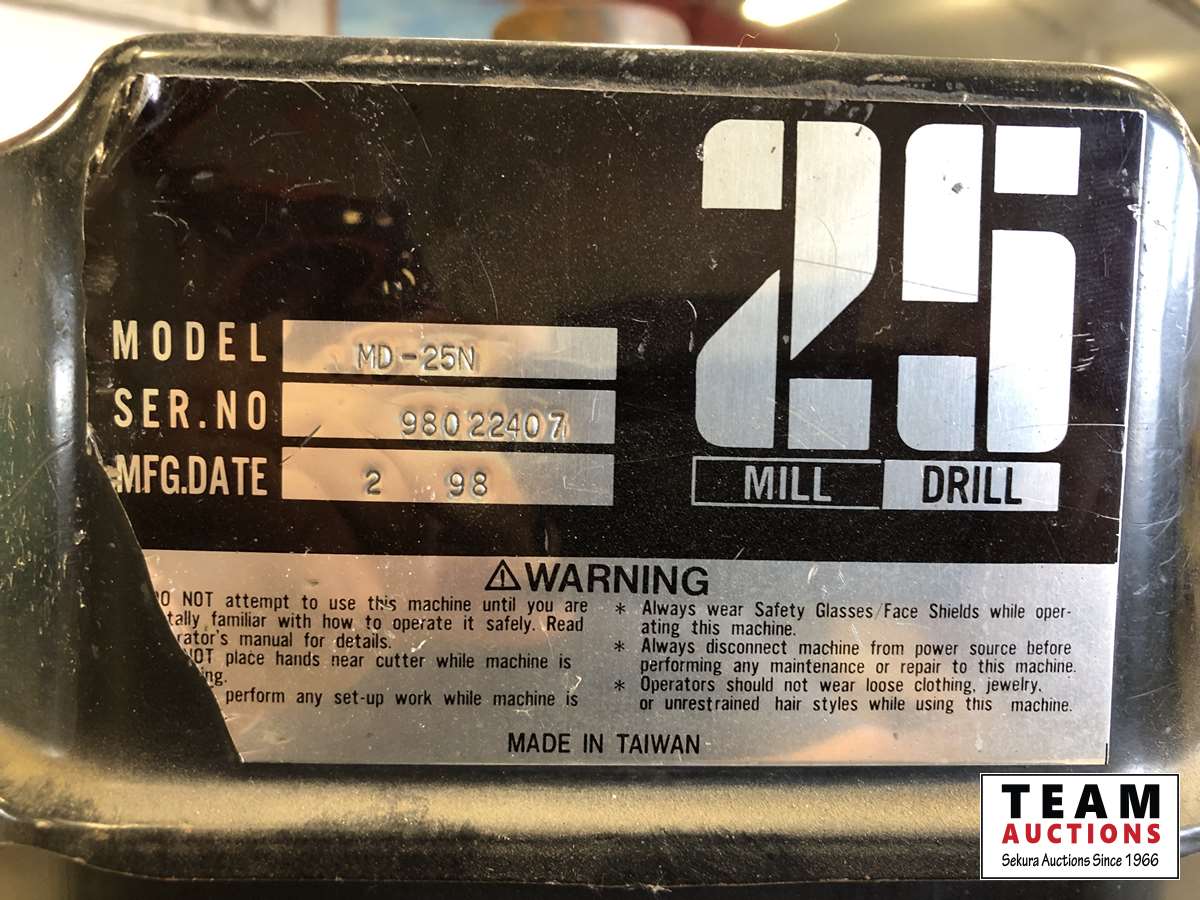 25
MILL DRILL
MODEL MD-25N
SER.NO 98022407
MFG.DATE 2 98
⚠WARNING
NOT attempt to use this machine until you are
familiar with how to operate it safely. Read
manual for details.
place hands near cutter while machine is
perform any set-up work while machine is
* Always wear Safety Glasses/Face Shields while oper-
ating this machine.
* Always disconnect machine from power source before
performing any maintenance or repair to this machine.
* Operators should not wear loose clothing, jewelry,
or unrestrained hair styles while using this machine.
MADE IN TAIWAN
TEAM
AUCTIONS
Sekura Auctions Since 1966